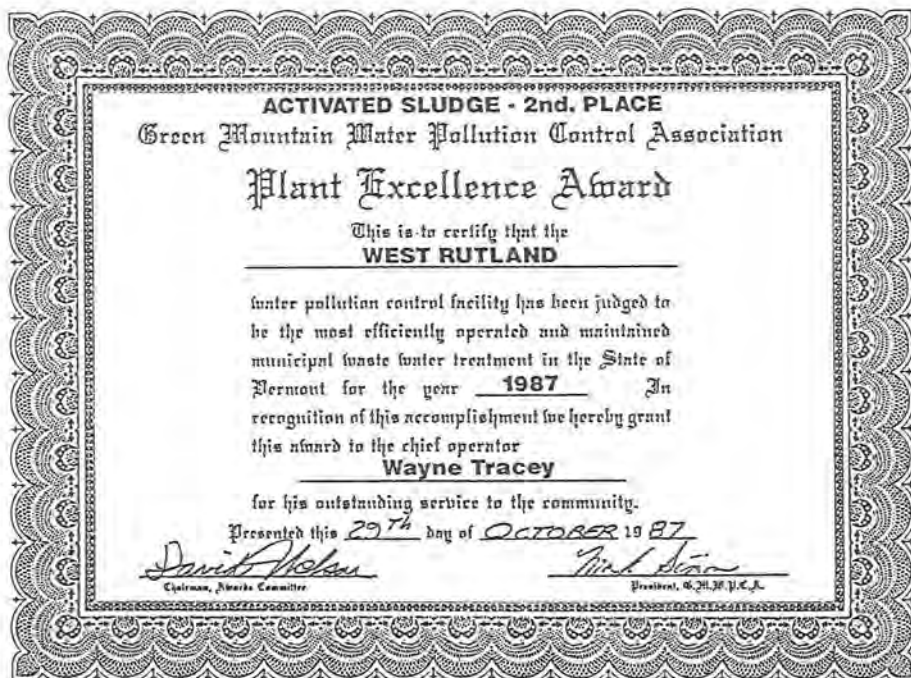 ACTIVATED SLUDGE - 2nd. PLACE
Green Mountain Water Pollution Control Association
Plant Excellence Award
This is to certify that the
WEST RUTLAND
water pollution control facility has been judged to
be the most efficiently operated and maintained
municipal waste water treatment in the State of
Vermont for the year 1987 In
recognition of this accomplishment we hereby grant
this award to the chief operator
Wayne Tracey
for his outstanding service to the community.
Presented this 29Th day of OCTOBER 19 87
David
Chairman, Awards Committee
President, G.M.W.P.C.A.